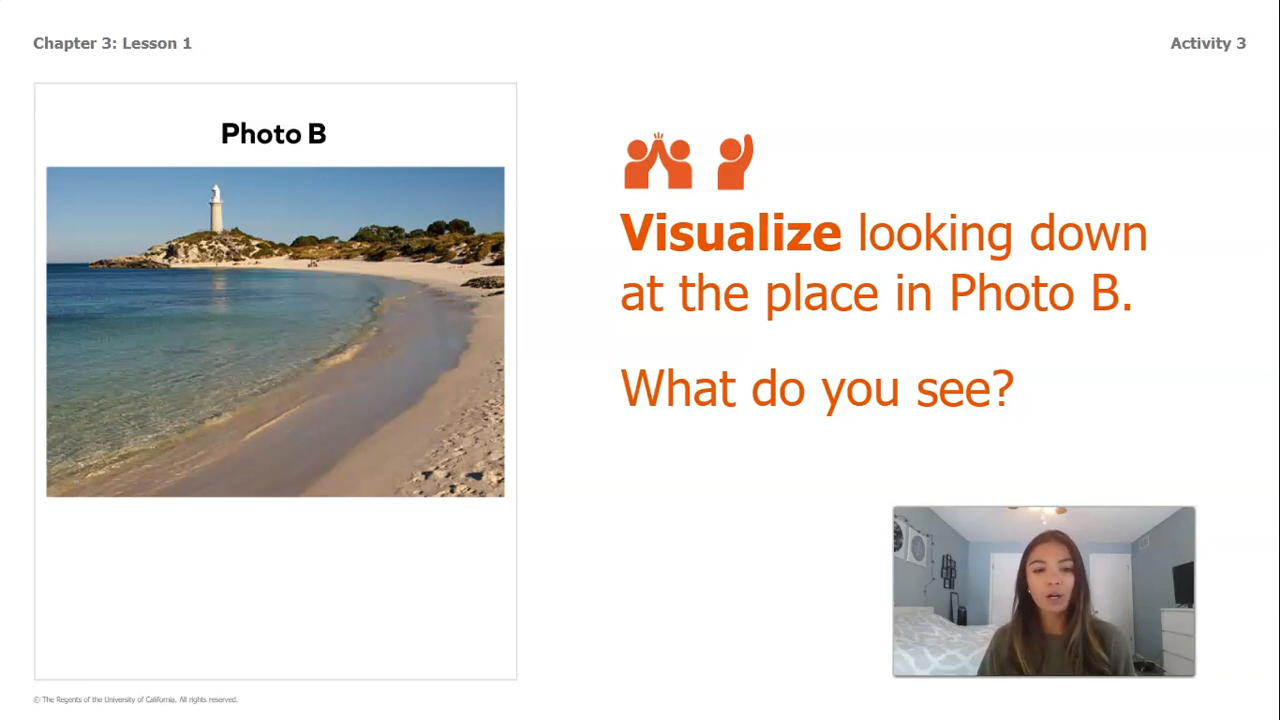 Chapter 3: Lesson 1
Activity 3
Photo B
Visualize looking down
at the place in Photo B.
What do you see?
© The Regents of the University of California. All rights reserved.